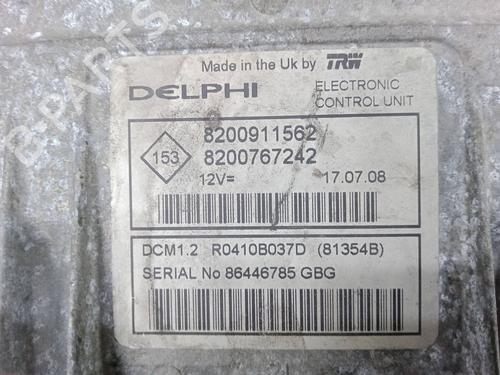 Made in the Uk by TRW
DELPHI
ELECTRONIC
CONTROL UNIT
153
8200911562
8200767242
12V=
17.07.08
DCM1.2 R0410B037D (81354B)
SERIAL No 86446785 GBG
B-PARTS